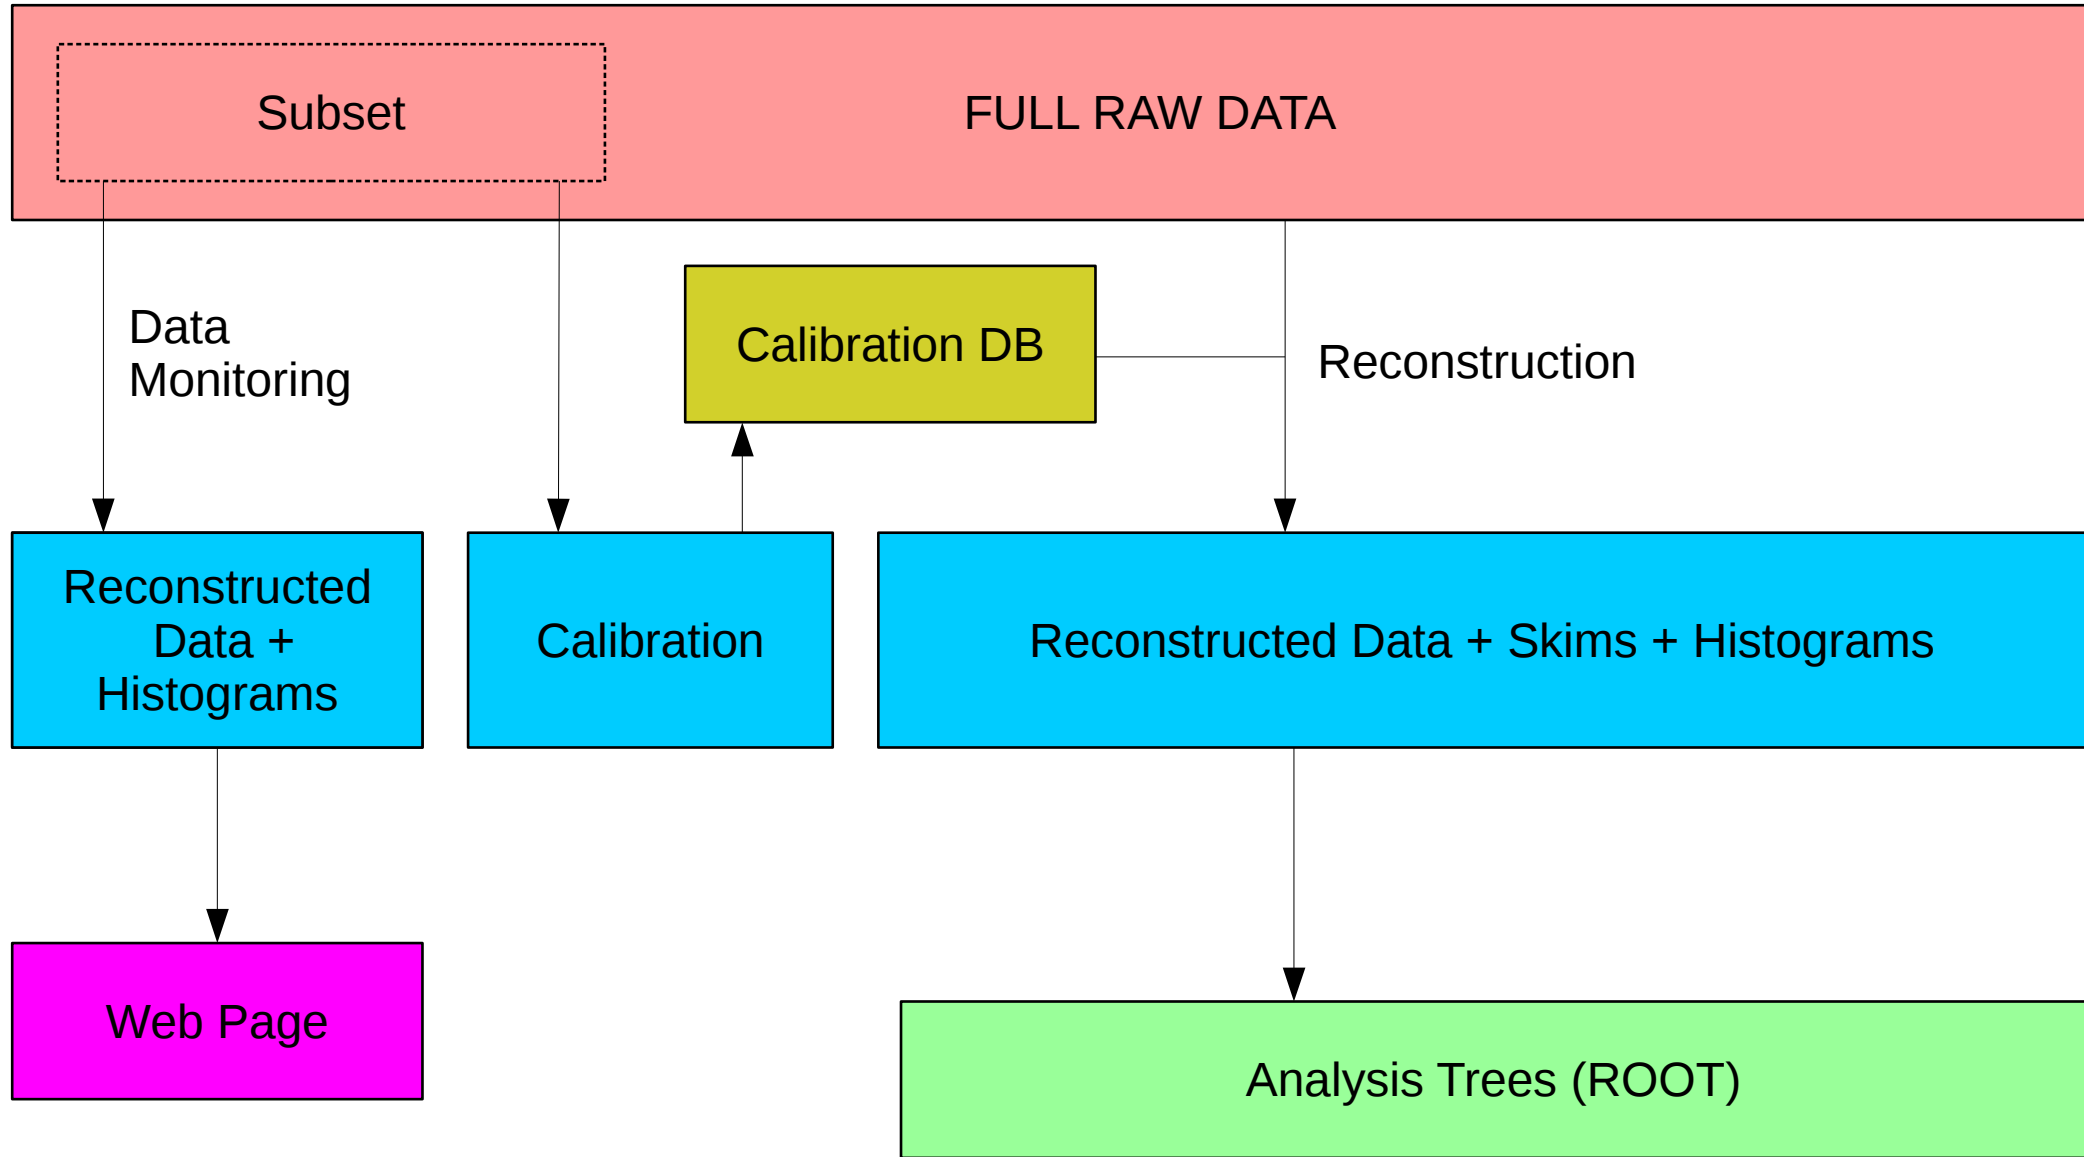 Subset
FULL RAW DATA
Data
Monitoring
Calibration DB
Reconstruction
Reconstructed
Data +
Histograms
Calibration
Reconstructed Data + Skims + Histograms
Web Page
Analysis Trees (ROOT)